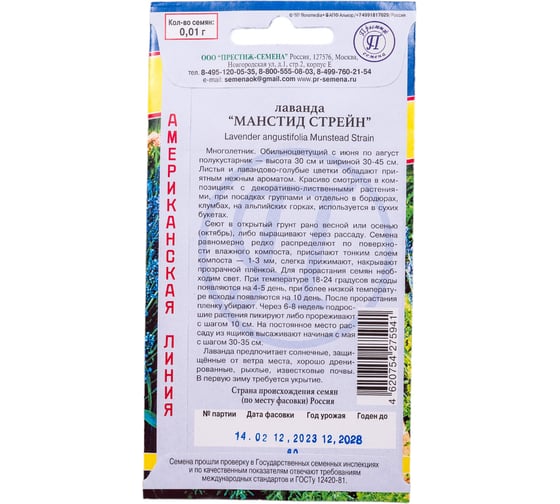 Кол-во семян:
0,01 г
ПРЕСТИЖ
семена
ООО "ПРЕСТИЖ-СЕМЕНА" Россия, 127576, Москва,
Новгородская ул.д.1, стр.2, корпус Е
тел. 8-495-120-05-35, 8-800-555-08-03, 8-499-760-21-54
e-mail: semenaok@gmail.com www.pr-semena.ru
АМЕРИКАНСКАЯ ЛИНИЯ
лаванда
"МАНСТИД СТРЕЙН"
Lavender angustifolia Munstead Strain
Многолетник. Обильноцветущий с июня по август
полукустарник — высота 30 см и шириной 30-45 см.
Листья и лавандово-голубые цветки обладают при-
ятным нежным ароматом. Красиво смотрится в ком-
позициях с декоративно-лиственными растения-
ми, при посадках группами и отдельно в бордюрах,
клумбах, на альпийских горках, используется в сухих
букетах.
Сеют в открытый грунт рано весной или осенью
(октябрь), либо выращивают через рассаду. Семена
равномерно редко распределяют по поверхно-
сти влажного компоста, присыпают тонким слоем
компоста — 1-3 мм, слегка прижимают, накрывают
прозрачной плёнкой. Для прорастания семян необ-
ходим свет. При температуре 18-24 градусов всходы
появляются на 4-5 день, при более низкой темпера-
туре всходы появляются на 10 день. После прорастания
пленку убирают. Через 6-8 недель подрос-
шие растения пикируют либо прореживают
с шагом 10 см. На постоянное место рас-
саду из ящиков высаживают начиная с мая
с шагом 30-35 см.
Лаванда предпочитает солнечные, защи-
щённые от ветра места, хорошо дрениро-
ванные, рыхлые, известковые почвы.
В первую зиму требуется укрытие.
4 620754 275941
Страна происхождения семян
(по месту фасовки) Россия
№ партии Дата фасовки Год урожая Годен до
14.02 12,2023 12,2028
Семена прошли проверку в Государственных семенных инспекциях
и по качественным показателям отвечают требованиям
международных стандартов и ГОСТу 12420-81.